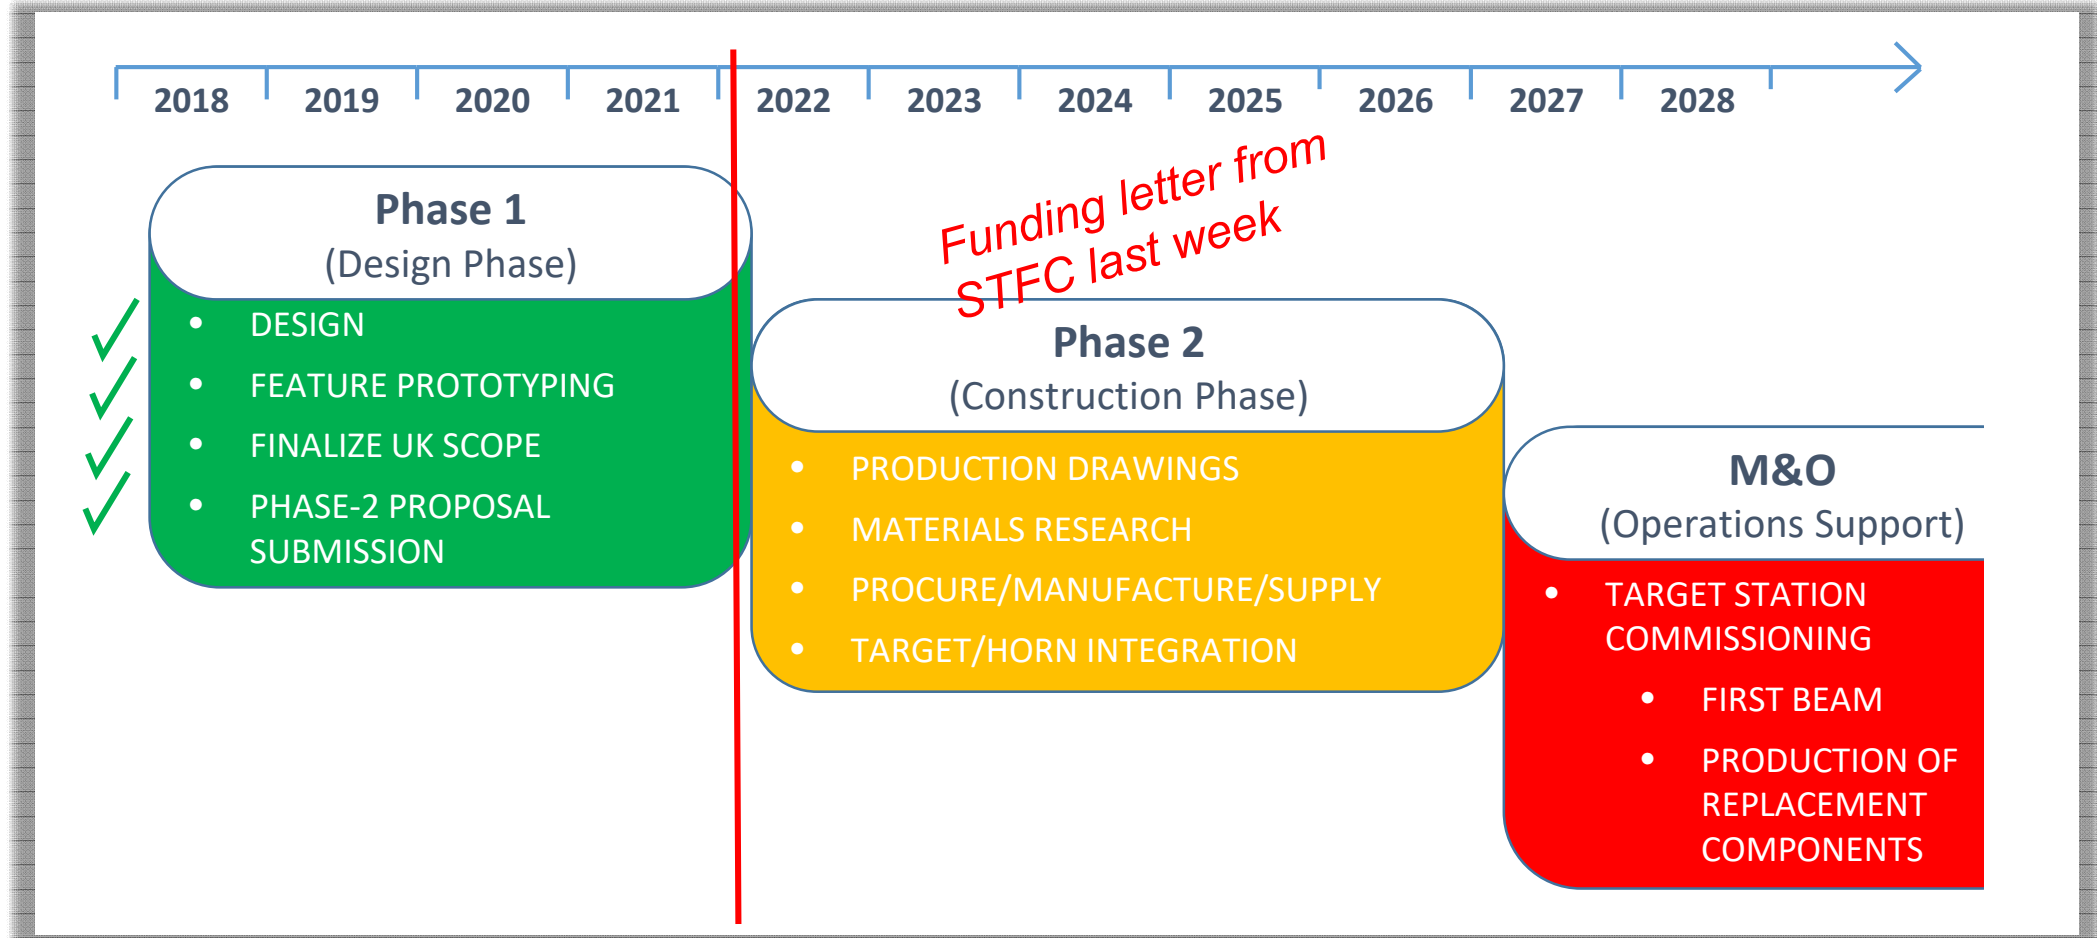 2018 2019 2020 2021 2022 2023 2024 2025 2026 2027 2028
Funding letter from
STFC last week
Phase 1
(Design Phase)
• DESIGN
• FEATURE PROTOTYPING
• FINALIZE UK SCOPE
• PHASE-2 PROPOSAL
SUBMISSION
Phase 2
(Construction Phase)
• PRODUCTION DRAWINGS
• MATERIALS RESEARCH
• PROCURE/MANUFACTURE/SUPPLY
• TARGET/HORN INTEGRATION
M&O
(Operations Support)
• TARGET STATION
COMMISSIONING
• FIRST BEAM
• PRODUCTION OF
REPLACEMENT
COMPONENTS